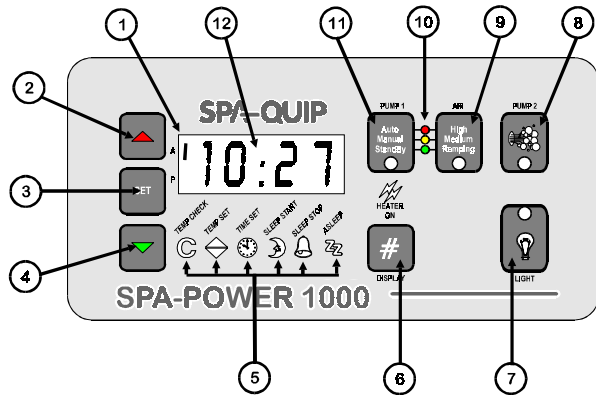 1
12
11
10
9
8
2
3
4
SPA-QUIP
A
P
10:27
SET
PUMP 1
AIR
PUMP 2
Auto
Manual
Standby
High
Medium
Ramping
HEATER
ON
TEMP CHECK
TEMP SET
TIME SET
SLEEP START
SLEEP STOP
ASLEEP
C
ZZ
#
DISPLAY
LIGHT
SPA-POWER 1000
5
6
7